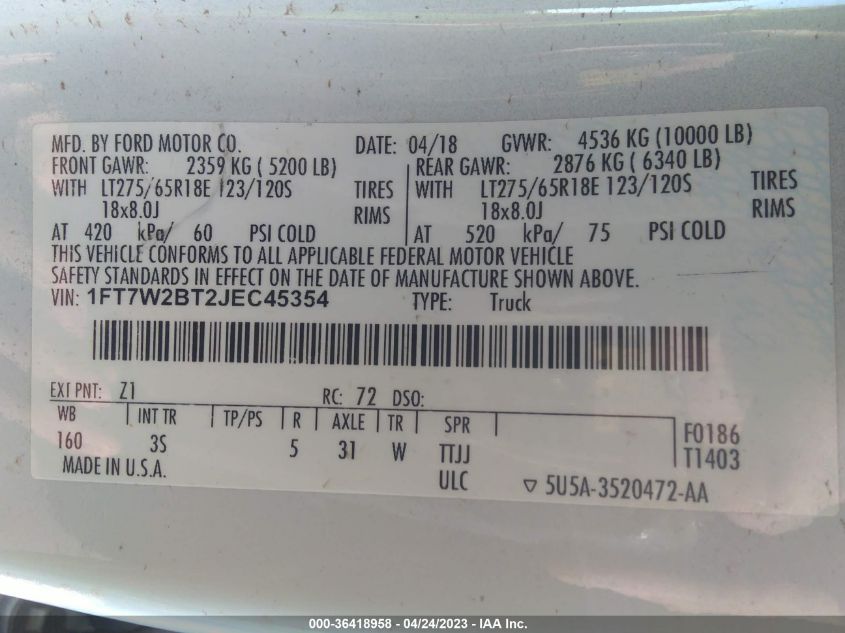 MFD. BY FORD MOTOR CO. DATE: 04/18 GVWR: 4536 KG (10000 LB)
FRONT GAWR: 2359 KG ( 5200 LB) REAR GAWR: 2876 KG ( 6340 LB)
WITH LT275/65R18E 123/120S TIRES WITH LT275/65R18E 123/120S TIRES
18x8.0J RIMS 18x8.0J RIMS
AT 420 kPa/ 60 PSI COLD AT 520 kPa/ 75 PSI COLD
THIS VEHICLE CONFORMS TO ALL APPLICABLE FEDERAL MOTOR VEHICLE
SAFETY STANDARDS IN EFFECT ON THE DATE OF MANUFACTURE SHOWN ABOVE.
VIN: 1FT7W2BT2JEC45354 TYPE: Truck
EXT PNT: Z1 RC: 72 DSO:
WB INT TR TP/PS R AXLE TR SPR
160 3S 5 31 W TTJJ F0186
MADE IN U.S.A. ULC T1403
▽ 5U5A-3520472-AA
000-36418958 - 04/24/2023 - IAA Inc.